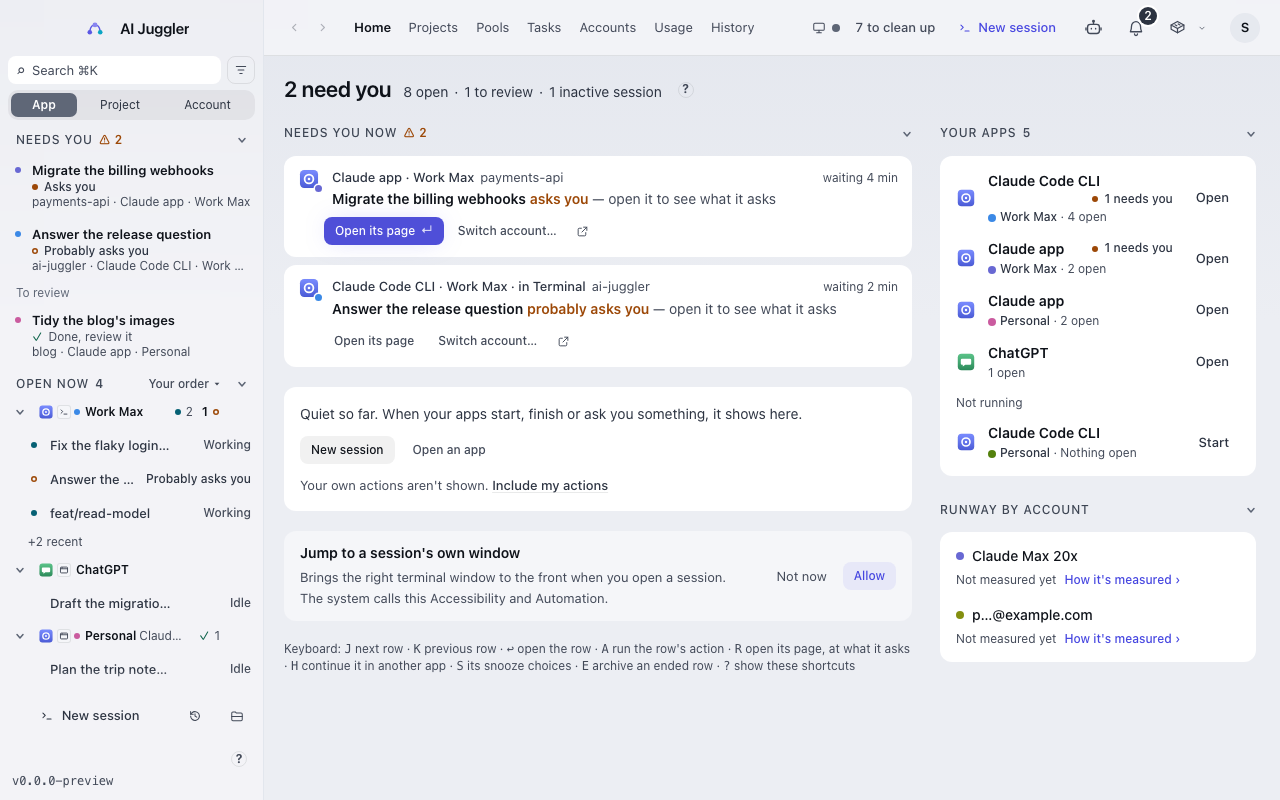 AI Juggler
Search ⌘K
App Project Account
NEEDS YOU 2
Migrate the billing webhooks
Asks you
payments-api · Claude app · Work Max
Answer the release question
Probably asks you
ai-juggler · Claude Code CLI · Work ...
To review
Tidy the blog's images
Done, review it
blog · Claude app · Personal
OPEN NOW 4 Your order
Work Max 2 1
Fix the flaky login... Working
Answer the ... Probably asks you
feat/read-model Working
+2 recent
ChatGPT
Draft the migratio... Idle
Personal Claud... 1
Plan the trip note... Idle
New session
?
v0.0.0-preview
Home Projects Pools Tasks Accounts Usage History
7 to clean up New session 2 S
2 need you 8 open · 1 to review · 1 inactive session ?
NEEDS YOU NOW 2
Claude app · Work Max payments-api waiting 4 min
Migrate the billing webhooks asks you — open it to see what it asks
Open its page ↵ Switch account...
Claude Code CLI · Work Max · in Terminal ai-juggler waiting 2 min
Answer the release question probably asks you — open it to see what it asks
Open its page Switch account...
Quiet so far. When your apps start, finish or ask you something, it shows here.
New session Open an app
Your own actions aren't shown. Include my actions
Jump to a session's own window
Brings the right terminal window to the front when you open a session.
The system calls this Accessibility and Automation.
Not now Allow
Keyboard: J next row · K previous row · ↩ open the row · A run the row's action · R open its page, at what it asks
· H continue it in another app · S its snooze choices · E archive an ended row · ? show these shortcuts
YOUR APPS 5
Claude Code CLI
1 needs you
Work Max · 4 open
Open
Claude app 1 needs you
Work Max · 2 open
Open
Claude app
Personal · 2 open
Open
ChatGPT
1 open
Open
Not running
Claude Code CLI
Personal · Nothing open
Start
RUNWAY BY ACCOUNT
Claude Max 20x
Not measured yet How it's measured ›
p...@example.com
Not measured yet How it's measured ›